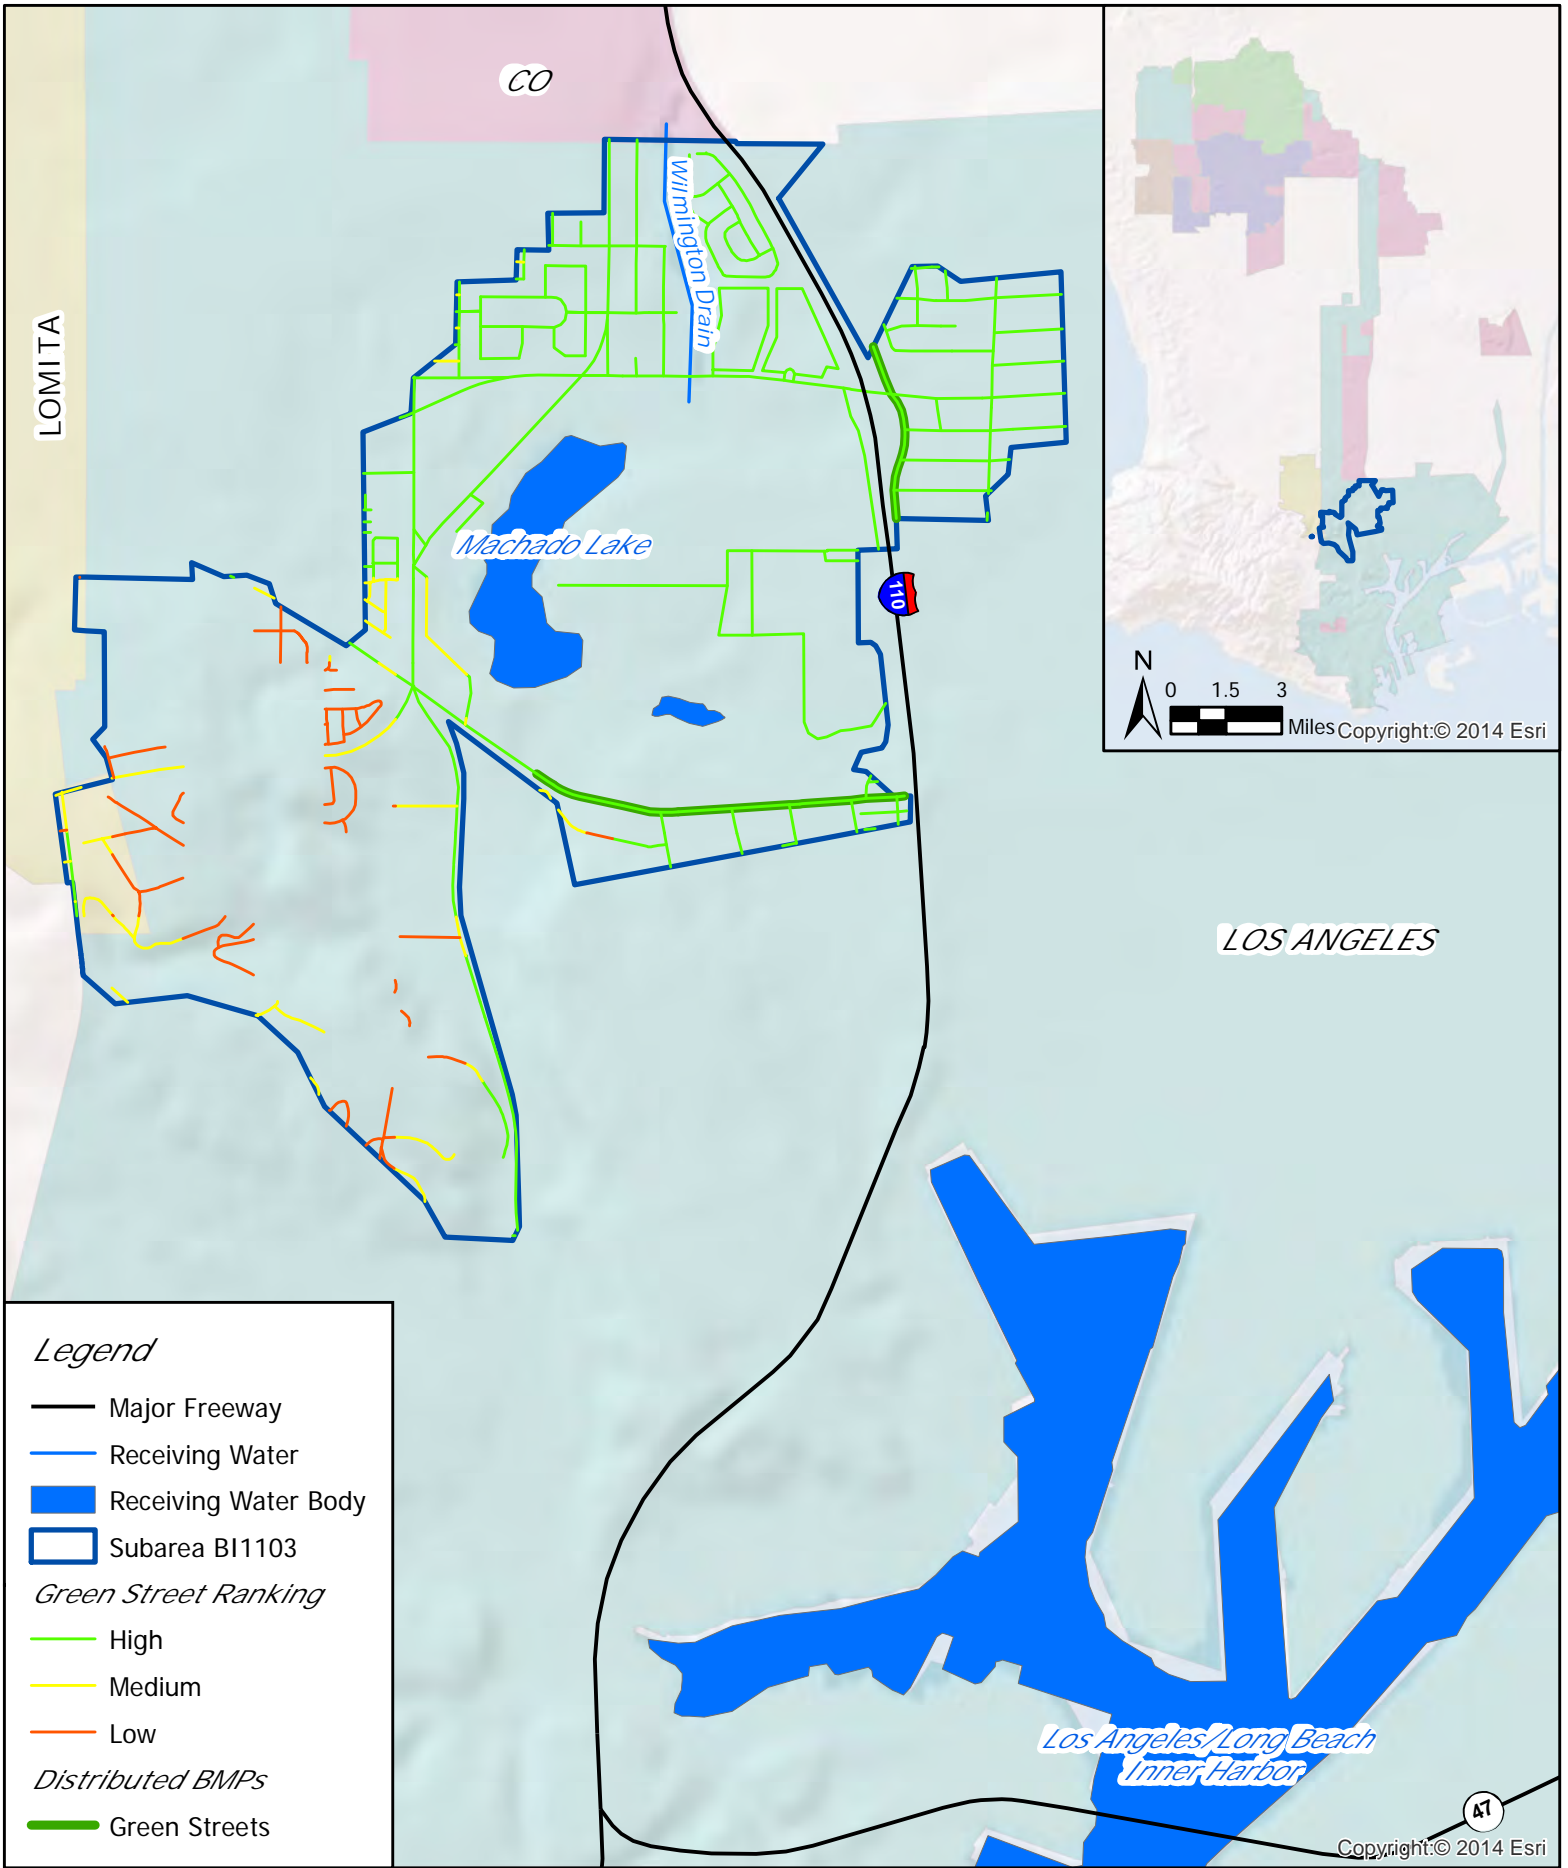 CO
Wilmington Drain
LOMITA
Machado Lake
110
N
0 1.5 3
Miles
Copyright:© 2014 Esri
LOS ANGELES
Legend
Major Freeway
Receiving Water
Receiving Water Body
Subarea BI1103
Green Street Ranking
High
Medium
Low
Distributed BMPs
Green Streets
Los Angeles/Long Beach
Inner Harbor
47
Copyright:© 2014 Esri